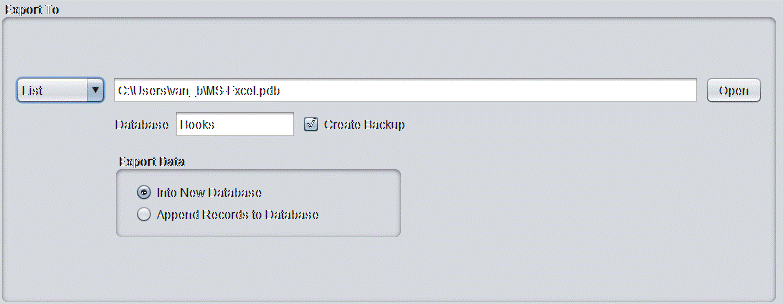 Export To
List
C:\Users\vanjjb\MS-Excel.pdb
Open
Database Books Create Backup
Export Data
Into New Database
Append Records to Database